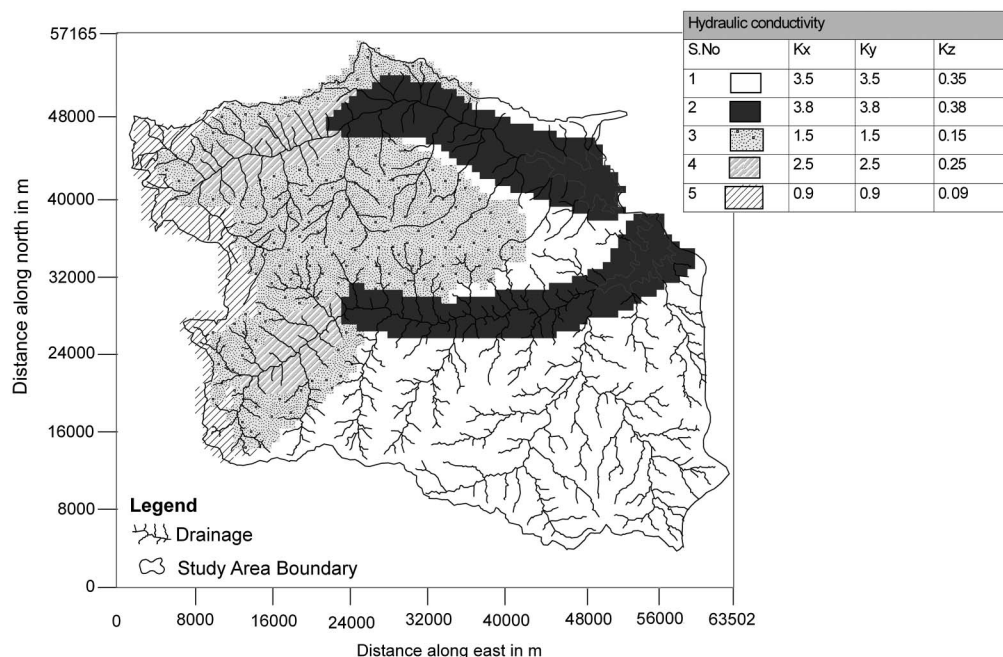 Hydraulic conductivity
S.No Kx Ky Kz
1 3.5 3.5 0.35
2 3.8 3.8 0.38
3 1.5 1.5 0.15
4 2.5 2.5 0.25
5 0.9 0.9 0.09
57165
48000
40000
32000
24000
16000
8000
0
Distance along north in m
Legend
Drainage
Study Area Boundary
0 8000 16000 24000 32000 40000 48000 56000 63502
Distance along east in m